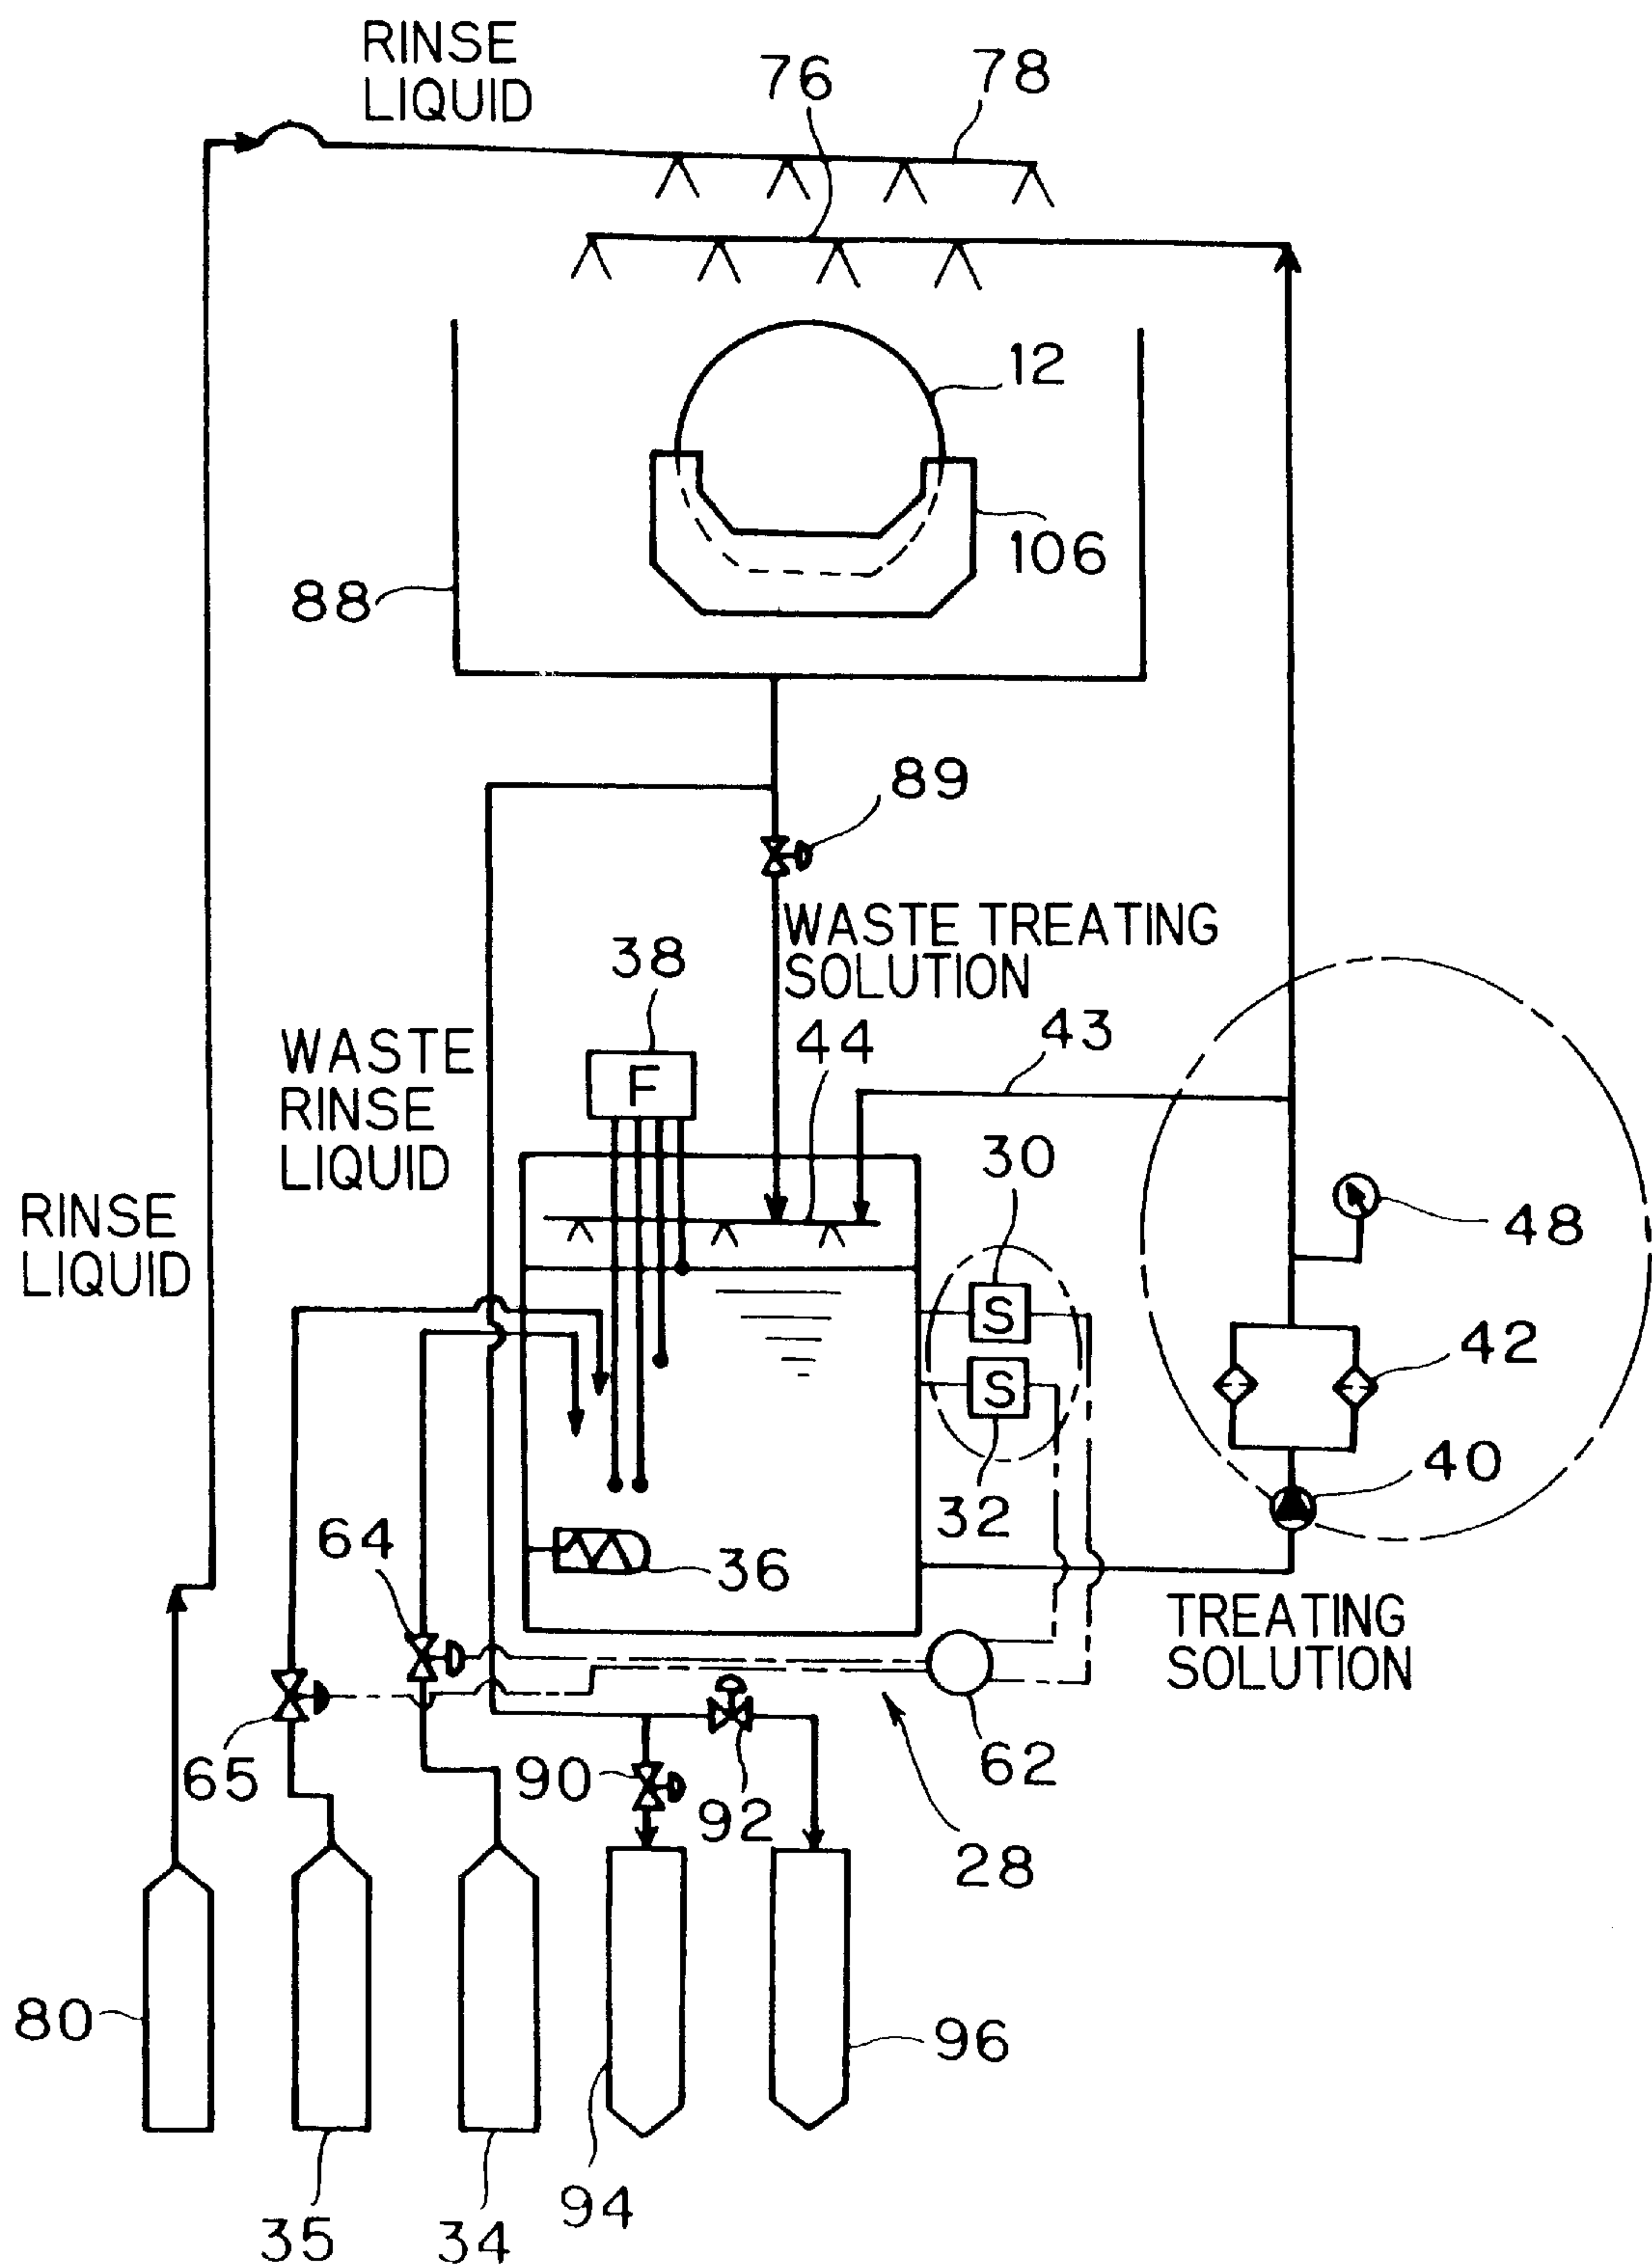 RINSE
LIQUID
76
78
12
106
88
89
WASTE TREATING
SOLUTION
38
44
43
F
WASTE
RINSE
LIQUID
30
S
48
RINSE
LIQUID
S
42
32
40
64
36
TREATING
SOLUTION
65
90
92
62
28
80
96
94
35
34